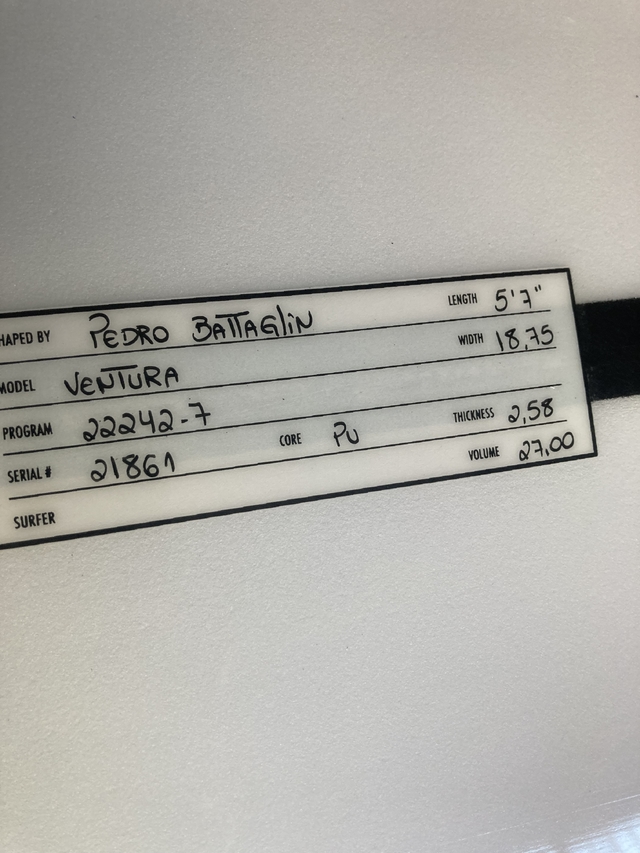 HAPED BY PEDRO BATTAGLIN LENGTH 5'7"
MODEL VENTURA WIDTH 18,75
PROGRAM 22242-7
SERIAL # 21861 CORE PU THICKNESS 2,58
SURFER VOLUME 27,00